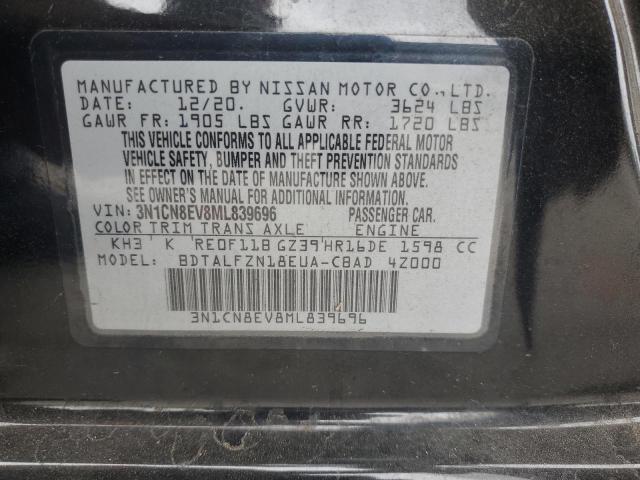 MANUFACTURED BY NISSAN MOTOR CO., LTD.
DATE: 12/20. GVWR: 3624 LBS
GAWR FR: 1905 LBS GAWR RR: 1720 LBS
THIS VEHICLE CONFORMS TO ALL APPLICABLE FEDERAL MOTOR
VEHICLE SAFETY, BUMPER AND THEFT PREVENTION STANDARDS
IN EFFECT ON THE DATE OF MANUFACTURE SHOWN ABOVE.
SEE OWNER'S MANUAL FOR ADDITIONAL INFORMATION.
VIN: 3N1CN8EV8ML839696 PASSENGER CAR.
COLOR TRIM TRANS AXLE ENGINE
KH3 K RE0F11B GZ39 HR16DE 1598 CC
MODEL: BDTALFZN18EUA-CBAD 4Z000
3N1CN8EV8ML839696